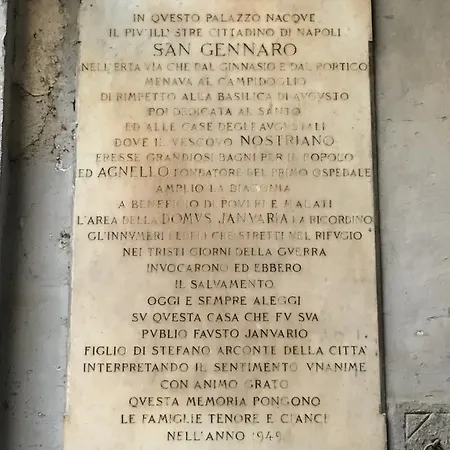 IN QVESTO PALAZZO NACQVE
IL PIV' ILL' STRE CITTADINO DI NAPOLI
SAN GENNARO
NELL'ERTA VIA CHE DAL GINNASIO E DAL PORTICO
MENAVA AL CAMPIDOGLIO
DI RIMPETTO ALLA BASILICA DI AVGVSTO
POI DEDICATA AL SANTO
ED ALLE CASE DEGLI AVGVSTALI
DOVE IL VESCOVO NOSTRIANO
ERESSE GRANDIOSI BAGNI PER IL POPOLO
ED AGNELLO FONDATORE DEL PRIMO OSPEDALE
AMPLIO LA DIACONIA
A BENEFICIO DI POVERI E MALATI
L'AREA DELLA DOMVS JANVARIA LA RICORDINO
GL'INNVMERI FEDELI CHE STRETTI NEL RIFVGIO
NEI TRISTI GIORNI DELLA GVERRA
INVOCARONO ED EBBERO
IL SALVAMENTO
OGGI E SEMPRE ALEGGI
SV QVESTA CASA CHE FV SVA
PVBLIO FAVSTO JANVARIO
FIGLIO DI STEFANO ARCONTE DELLA CITTA'
INTERPRETANDO IL SENTIMENTO VNANIME
CON ANIMO GRATO
QVESTA MEMORIA PONGONO
LE FAMIGLIE TENORE E CIANCI
NELL'ANNO 1949